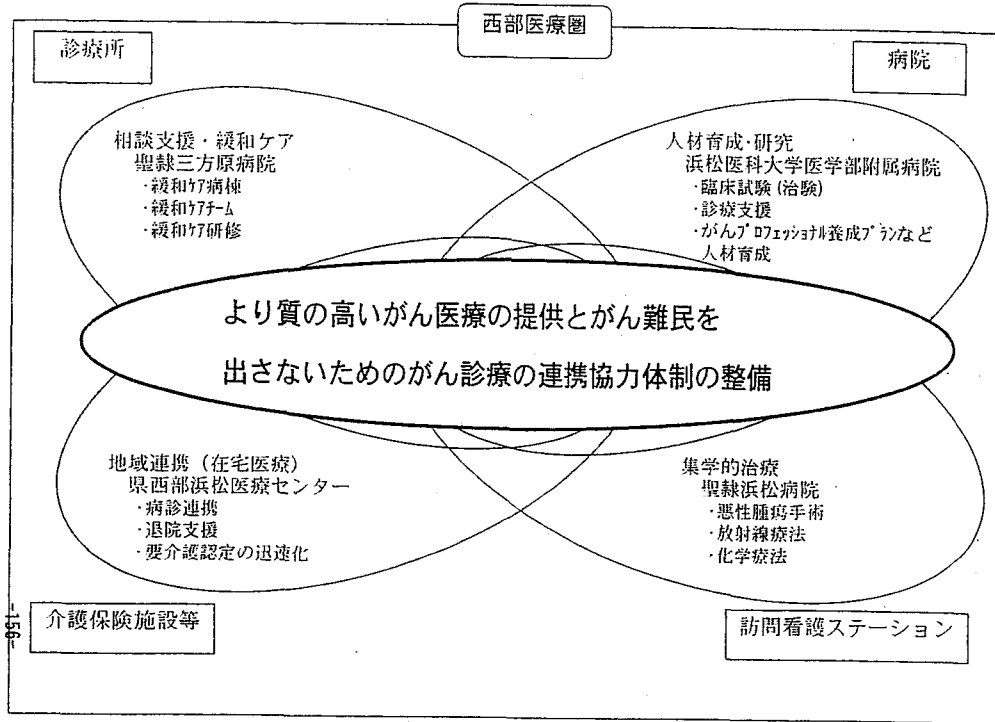 西部医療圏
診療所
病院
相談支援・緩和ケア
聖隷三方原病院
・緩和ケア病棟
・緩和ケアチーム
・緩和ケア研修
人材育成・研究
浜松医科大学医学部附属病院
・臨床試験(治験)
・診療支援
・がんプロフェッショナル養成プランなど
人材育成
より質の高いがん医療の提供とがん難民を
出さないためのがん診療の連携協力体制の整備
地域連携(在宅医療)
県西部浜松医療センター
・病診連携
・退院支援
・要介護認定の迅速化
集学的治療
聖隷浜松病院
・悪性腫瘍手術
・放射線療法
・化学療法
介護保険施設等
訪問看護ステーション
-156-